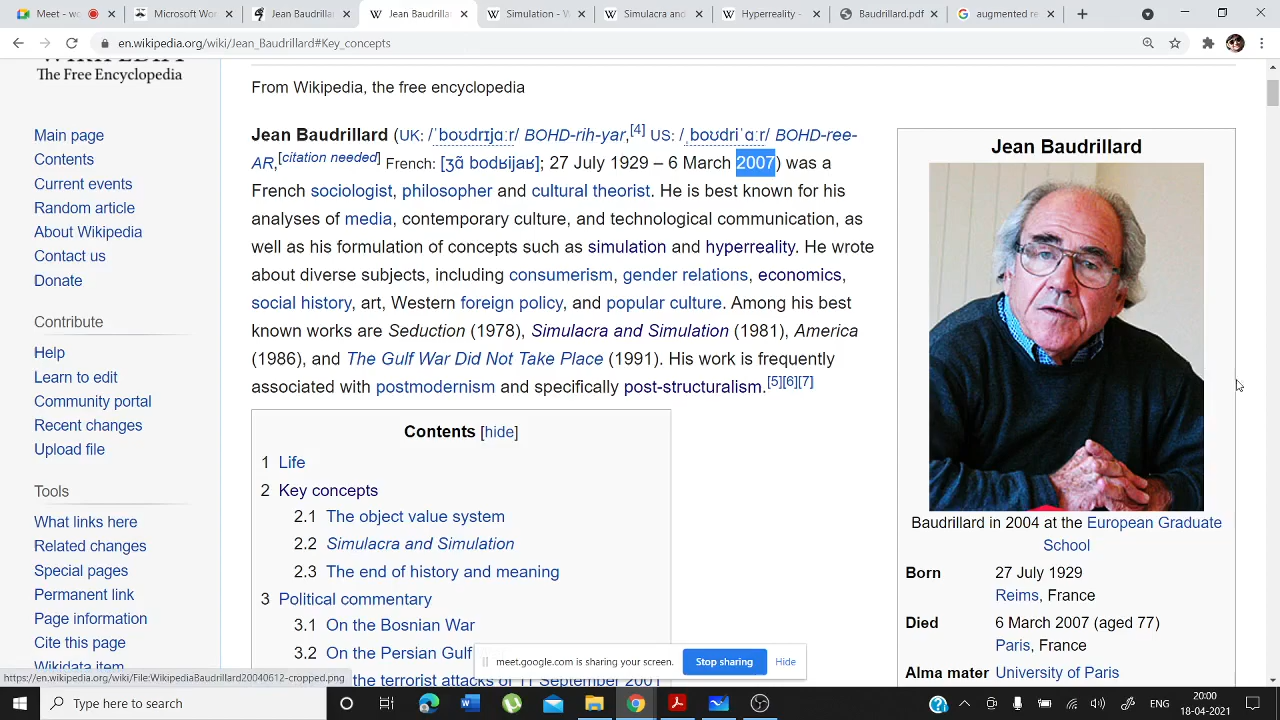 Meet -
Microsoft Wo
Jean Baudrillar
Jean Baudrillar
Simulation - W
Simulacra and
Hyperreality -
Baudrillard.pdf
augmented re
en.wikipedia.org/wiki/Jean_Baudrillard#Key_concepts
The Free Encyclopedia
Main page
Contents
Current events
Random article
About Wikipedia
Contact us
Donate
Contribute
Help
Learn to edit
Community portal
Recent changes
Upload file
Tools
What links here
Related changes
Special pages
Permanent link
Page information
Cite this page
Wikidata item
From Wikipedia, the free encyclopedia
Jean Baudrillard (UK: /ˈboʊdrɪjɑːr/ BOHD-rih-yar,[4] US: /ˌboʊdriˈɑːr/ BOHD-ree-
AR,[citation needed] French: [ʒɑ̃ bodʁijaʁ]; 27 July 1929 – 6 March 2007) was a
French sociologist, philosopher and cultural theorist. He is best known for his
analyses of media, contemporary culture, and technological communication, as
well as his formulation of concepts such as simulation and hyperreality. He wrote
about diverse subjects, including consumerism, gender relations, economics,
social history, art, Western foreign policy, and popular culture. Among his best
known works are Seduction (1978), Simulacra and Simulation (1981), America
(1986), and The Gulf War Did Not Take Place (1991). His work is frequently
associated with postmodernism and specifically post-structuralism.[5][6][7]
Contents [hide]
1 Life
2 Key concepts
2.1 The object value system
2.2 Simulacra and Simulation
2.3 The end of history and meaning
3 Political commentary
3.1 On the Bosnian War
3.2 On the Persian Gulf
the terrorist attacks of 11 September 2001
Jean Baudrillard
Baudrillard in 2004 at the European Graduate
School
Born 27 July 1929
Reims, France
Died 6 March 2007 (aged 77)
Paris, France
Alma mater University of Paris
meet.google.com is sharing your screen. Stop sharing Hide
https://en.wikipedia.org/wiki/File:WikipediaBaudrillard20040612-cropped.png
Type here to search
ENG
20:00
18-04-2021